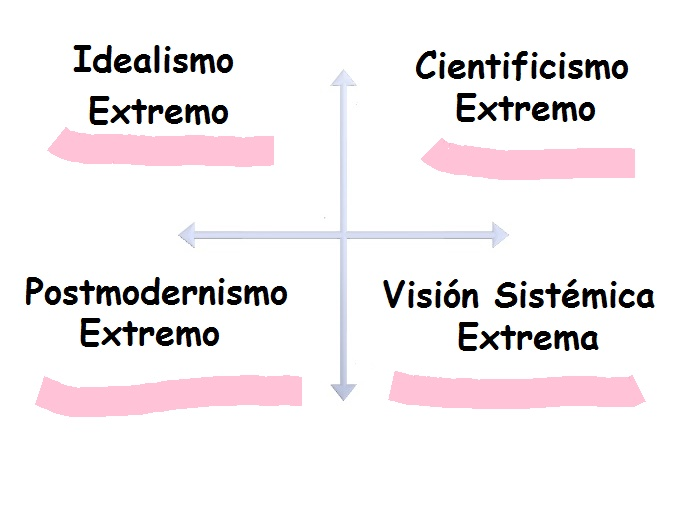 Idealismo
Extremo
Cientificismo
Extremo
Postmodernismo
Extremo
Visión Sistémica
Extrema